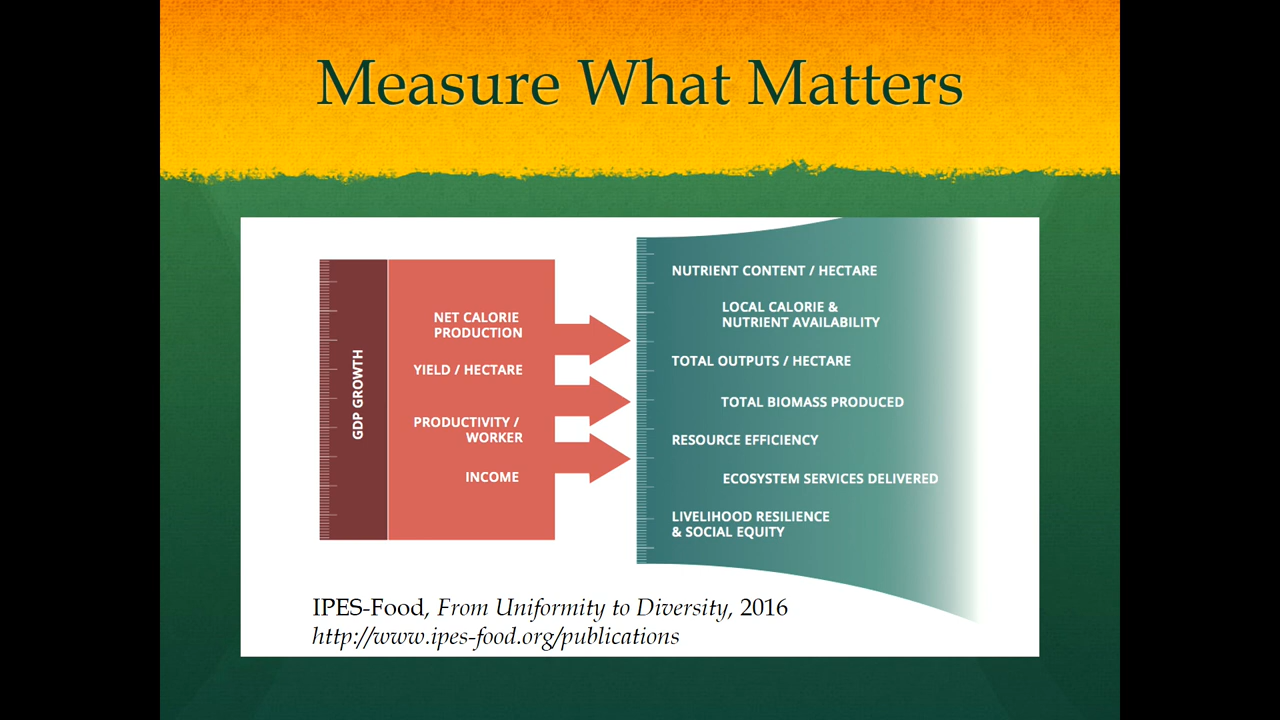 Measure What Matters
GDP GROWTH
NET CALORIE
PRODUCTION
YIELD / HECTARE
PRODUCTIVITY /
WORKER
INCOME
NUTRIENT CONTENT / HECTARE
LOCAL CALORIE &
NUTRIENT AVAILABILITY
TOTAL OUTPUTS / HECTARE
TOTAL BIOMASS PRODUCED
RESOURCE EFFICIENCY
ECOSYSTEM SERVICES DELIVERED
LIVELIHOOD RESILIENCE
& SOCIAL EQUITY
IPES-Food, From Uniformity to Diversity, 2016
http://www.ipes-food.org/publications